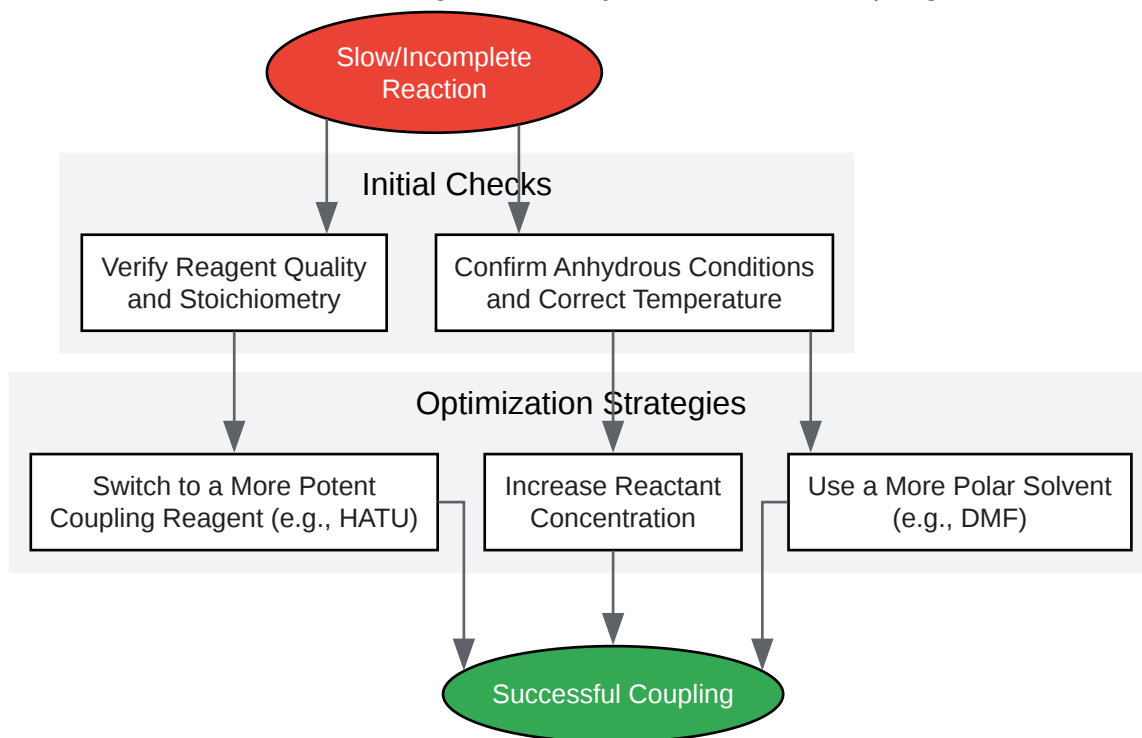 Slow/Incomplete
Reaction
Initial Checks
Verify Reagent Quality
and Stoichiometry
Confirm Anhydrous Conditions
and Correct Temperature
Optimization Strategies
Switch to a More Potent
Coupling Reagent (e.g., HATU)
Increase Reactant
Concentration
Use a More Polar Solvent
(e.g., DMF)
Successful Coupling